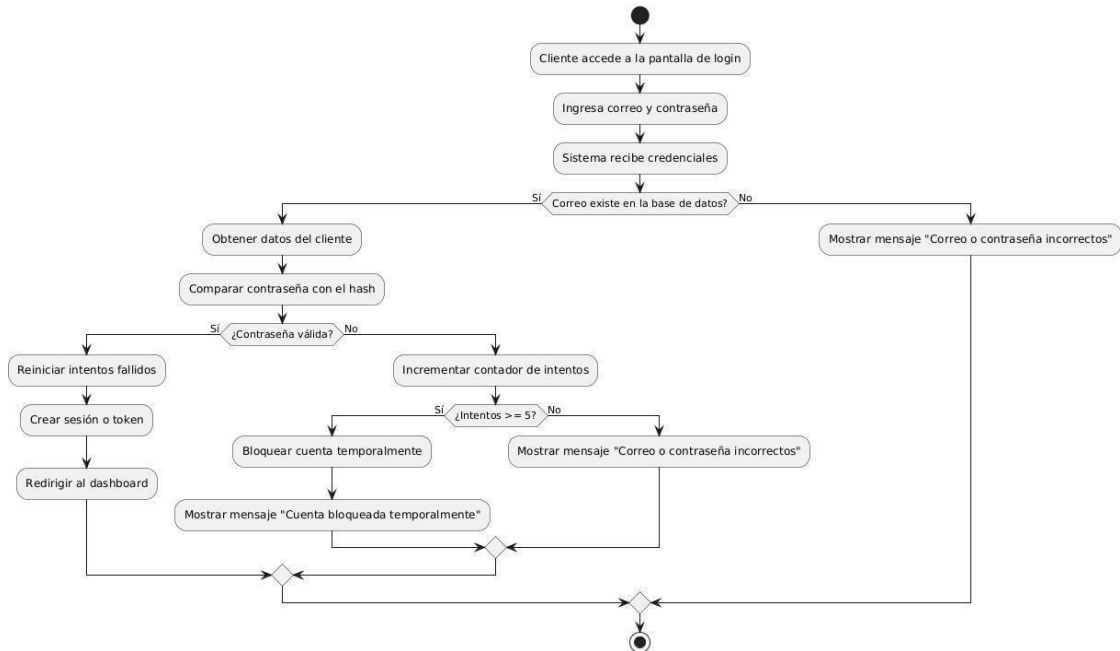 Cliente accede a la pantalla de login
Ingresa correo y contraseña
Sistema recibe credenciales
Sí
Correo existe en la base de datos?
No
Obtener datos del cliente
Mostrar mensaje "Correo o contraseña incorrectos"
Comparar contraseña con el hash
Sí
¿Contraseña válida?
No
Reiniciar intentos fallidos
Incrementar contador de intentos
Crear sesión o token
Sí
¿Intentos >= 5?
No
Bloquear cuenta temporalmente
Mostrar mensaje "Correo o contraseña incorrectos"
Redirigir al dashboard
Mostrar mensaje "Cuenta bloqueada temporalmente"